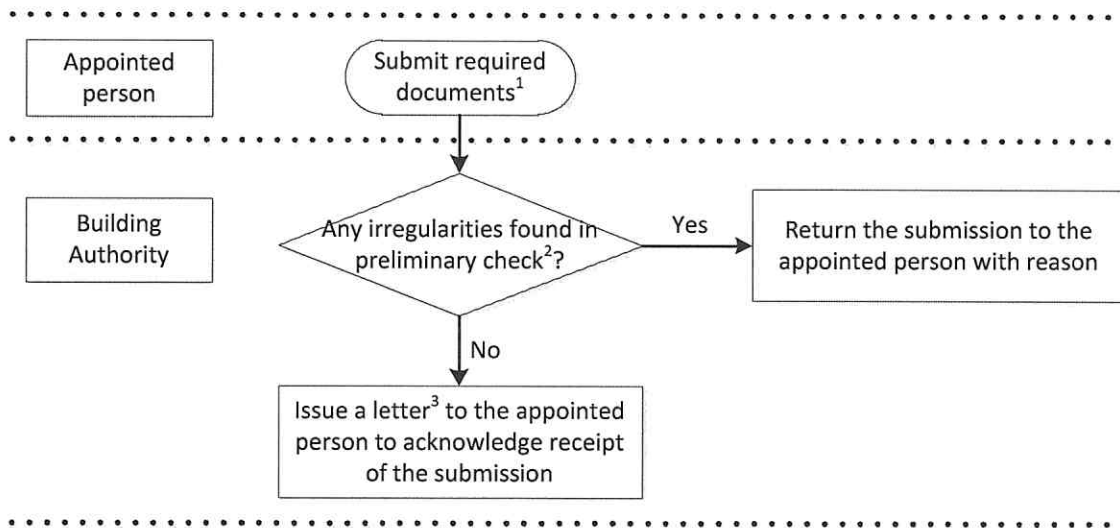 Appointed
person
Submit required
documents¹
Building
Authority
Any irregularities found in
preliminary check²?
Yes
Return the submission to the
appointed person with reason
No
Issue a letter³ to the appointed
person to acknowledge receipt
of the submission